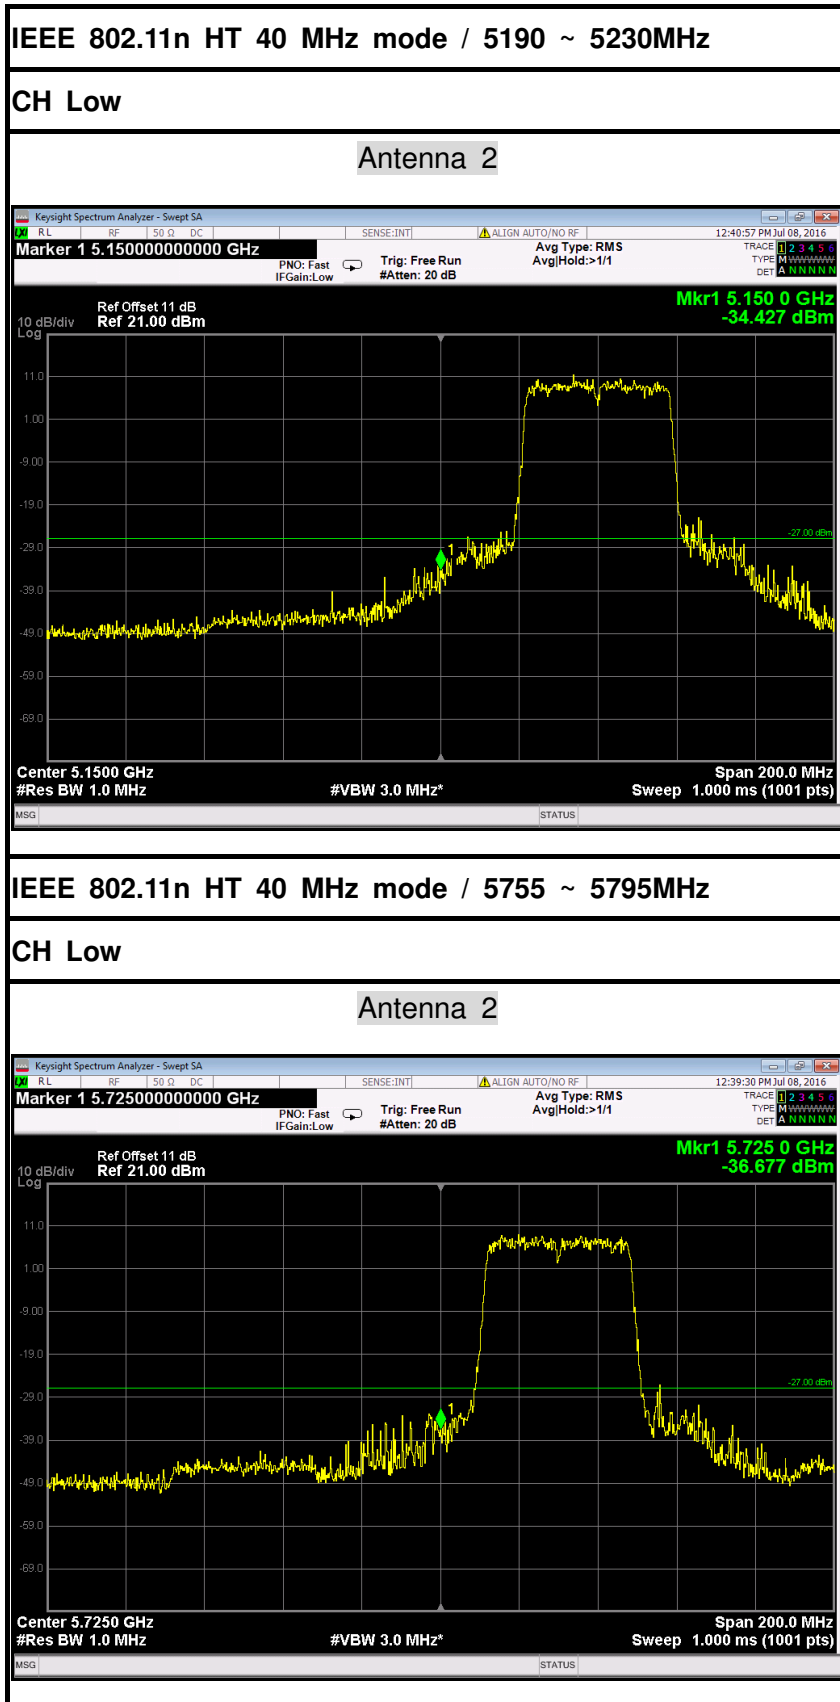 IEEE 802.11n HT 40 MHz mode / 5190 ~ 5230MHz
CH Low
Antenna 2
Keysight Spectrum Analyzer - Swept SA
LXI RL RF 50 Ω DC SENSE:INT ALIGN AUTO/NO RF 12:40:57 PM Jul 08, 2016
Marker 1 5.150000000000 GHz
PNO: Fast
IFGain:Low
Trig: Free Run
#Atten: 20 dB
Avg Type: RMS
Avg|Hold:>1/1
TRACE 1 2 3 4 5 6
TYPE M WWWWW
DET A N N N N N
Mkr1 5.150 0 GHz
-34.427 dBm
Ref Offset 11 dB
10 dB/div Ref 21.00 dBm
Log
11.0
1.00
-9.00
-19.0
-27.00 dBm
-29.0
1
-39.0
-49.0
-59.0
-69.0
Center 5.1500 GHz Span 200.0 MHz
#Res BW 1.0 MHz #VBW 3.0 MHz* Sweep 1.000 ms (1001 pts)
MSG STATUS
IEEE 802.11n HT 40 MHz mode / 5755 ~ 5795MHz
CH Low
Antenna 2
Keysight Spectrum Analyzer - Swept SA
LXI RL RF 50 Ω DC SENSE:INT ALIGN AUTO/NO RF 12:39:30 PM Jul 08, 2016
Marker 1 5.725000000000 GHz
PNO: Fast
IFGain:Low
Trig: Free Run
#Atten: 20 dB
Avg Type: RMS
Avg|Hold:>1/1
TRACE 1 2 3 4 5 6
TYPE M WWWWW
DET A N N N N N
Mkr1 5.725 0 GHz
-36.677 dBm
Ref Offset 11 dB
10 dB/div Ref 21.00 dBm
Log
11.0
1.00
-9.00
-19.0
-27.00 dBm
-29.0
1
-39.0
-49.0
-59.0
-69.0
Center 5.7250 GHz Span 200.0 MHz
#Res BW 1.0 MHz #VBW 3.0 MHz* Sweep 1.000 ms (1001 pts)
MSG STATUS